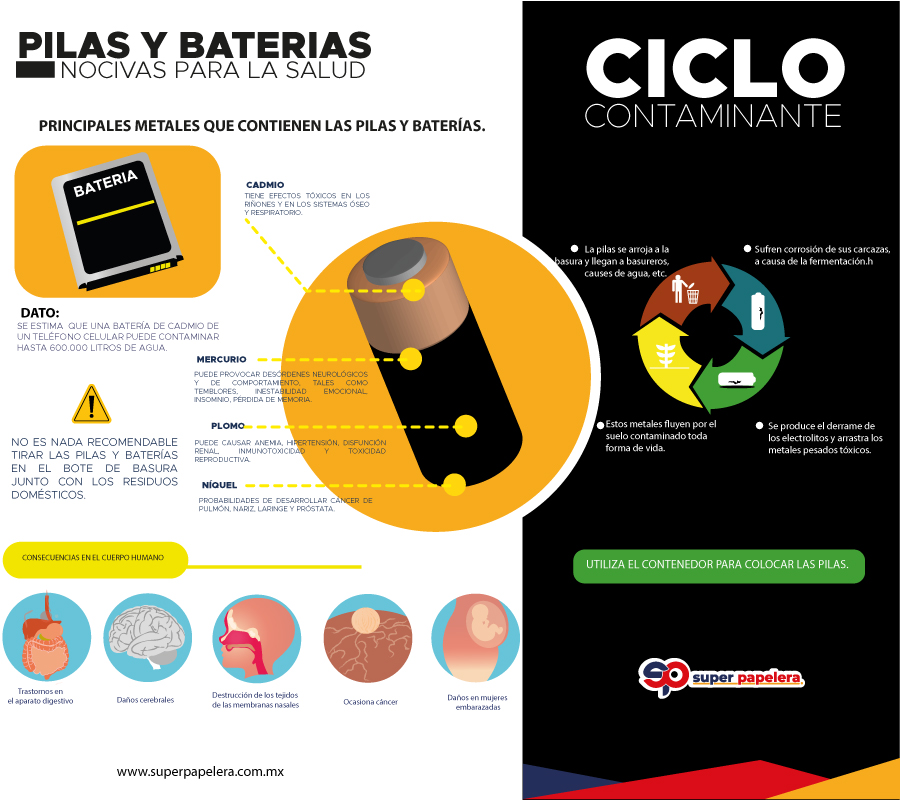 PILAS Y BATERIAS
NOCIVAS PARA LA SALUD
PRINCIPALES METALES QUE CONTIENEN LAS PILAS Y BATERÍAS.
BATERIA
DATO:
SE ESTIMA QUE UNA BATERÍA DE CADMIO DE
UN TELÉFONO CELULAR PUEDE CONTAMINAR
HASTA 600.000 LITROS DE AGUA.
NO ES NADA RECOMENDABLE
TIRAR LAS PILAS Y BATERÍAS
EN EL BOTE DE BASURA
JUNTO CON LOS RESIDUOS
DOMÉSTICOS.
CADMIO
TIENE EFECTOS TÓXICOS EN LOS
RIÑONES Y EN LOS SISTEMAS ÓSEO
Y RESPIRATORIO.
MERCURIO
PUEDE PROVOCAR DESÓRDENES NEUROLÓGICOS
Y DE COMPORTAMIENTO, TALES COMO
TEMBLORES, INESTABILIDAD EMOCIONAL,
INSOMNIO, PÉRDIDA DE MEMORIA.
PLOMO
PUEDE CAUSAR ANEMIA, HIPERTENSIÓN, DISFUNCIÓN
RENAL, INMUNOTOXICIDAD Y TOXICIDAD
REPRODUCTIVA.
NÍQUEL
PROBABILIDADES DE DESARROLLAR CÁNCER DE
PULMÓN, NARIZ, LARINGE Y PRÓSTATA.
CONSECUENCIAS EN EL CUERPO HUMANO
Trastornos en
el aparato digestivo
Daños cerebrales
Destrucción de los tejidos
de las membranas nasales
Ocasiona càncer
Daños en mujeres
embarazadas
www.superpapelera.com.mx
CICLO
CONTAMINANTE
La pilas se arroja a la
basura y llegan a basureros,
causes de agua, etc.
Sufren corrosión de sus carcazas,
a causa de la fermentación.h
Estos metales fluyen por el
suelo contaminado toda
forma de vida.
Se produce el derrame de
los electrolitos y arrastra los
metales pesados tóxicos.
UTILIZA EL CONTENEDOR PARA COLOCAR LAS PILAS.
sp super papelera